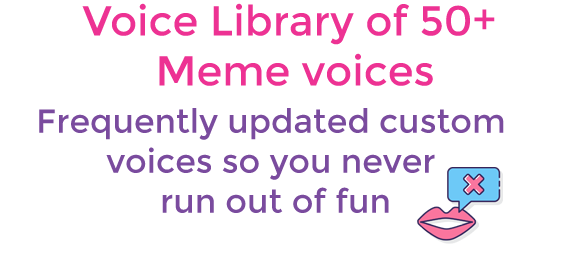 Voice Library of 50+
Meme voices
Frequently updated custom
voices so you never
run out of fun